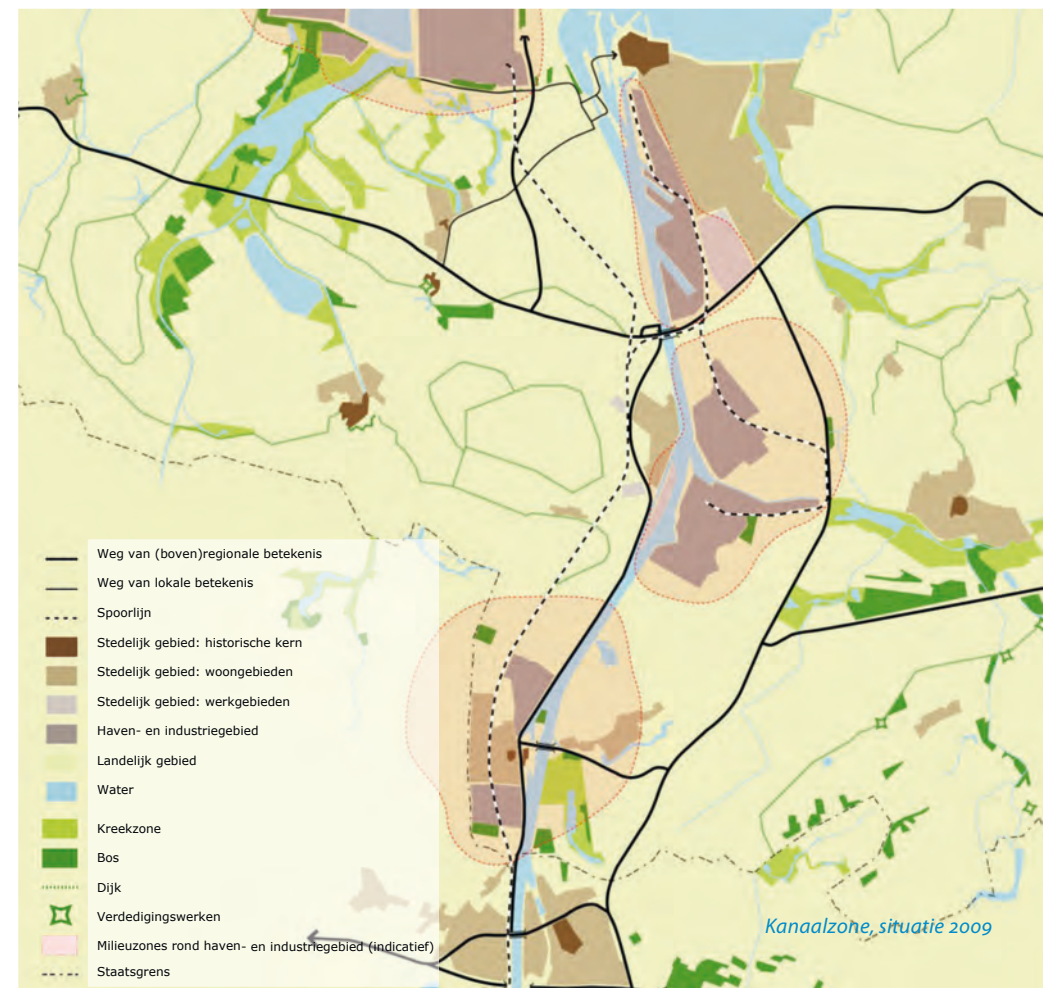 Weg van (boven)regionale betekenis
Weg van lokale betekenis
Spoorlijn
Stedelijk gebied: historische kern
Stedelijk gebied: woongebieden
Stedelijk gebied: werkgebieden
Haven- en industriegebied
Landelijk gebied
Water
Kreekzone
Bos
Dijk
Verdedigingswerken
Milieuzones rond haven- en industriegebied (indicatief)
Staatsgrens
Kanaalzone, situatie 2009